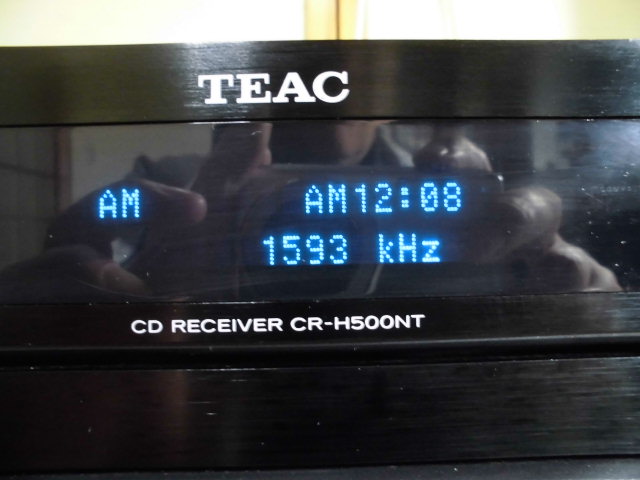 TEAC
AM AM12:08
1593 kHz
CD RECEIVER CR-H500NT